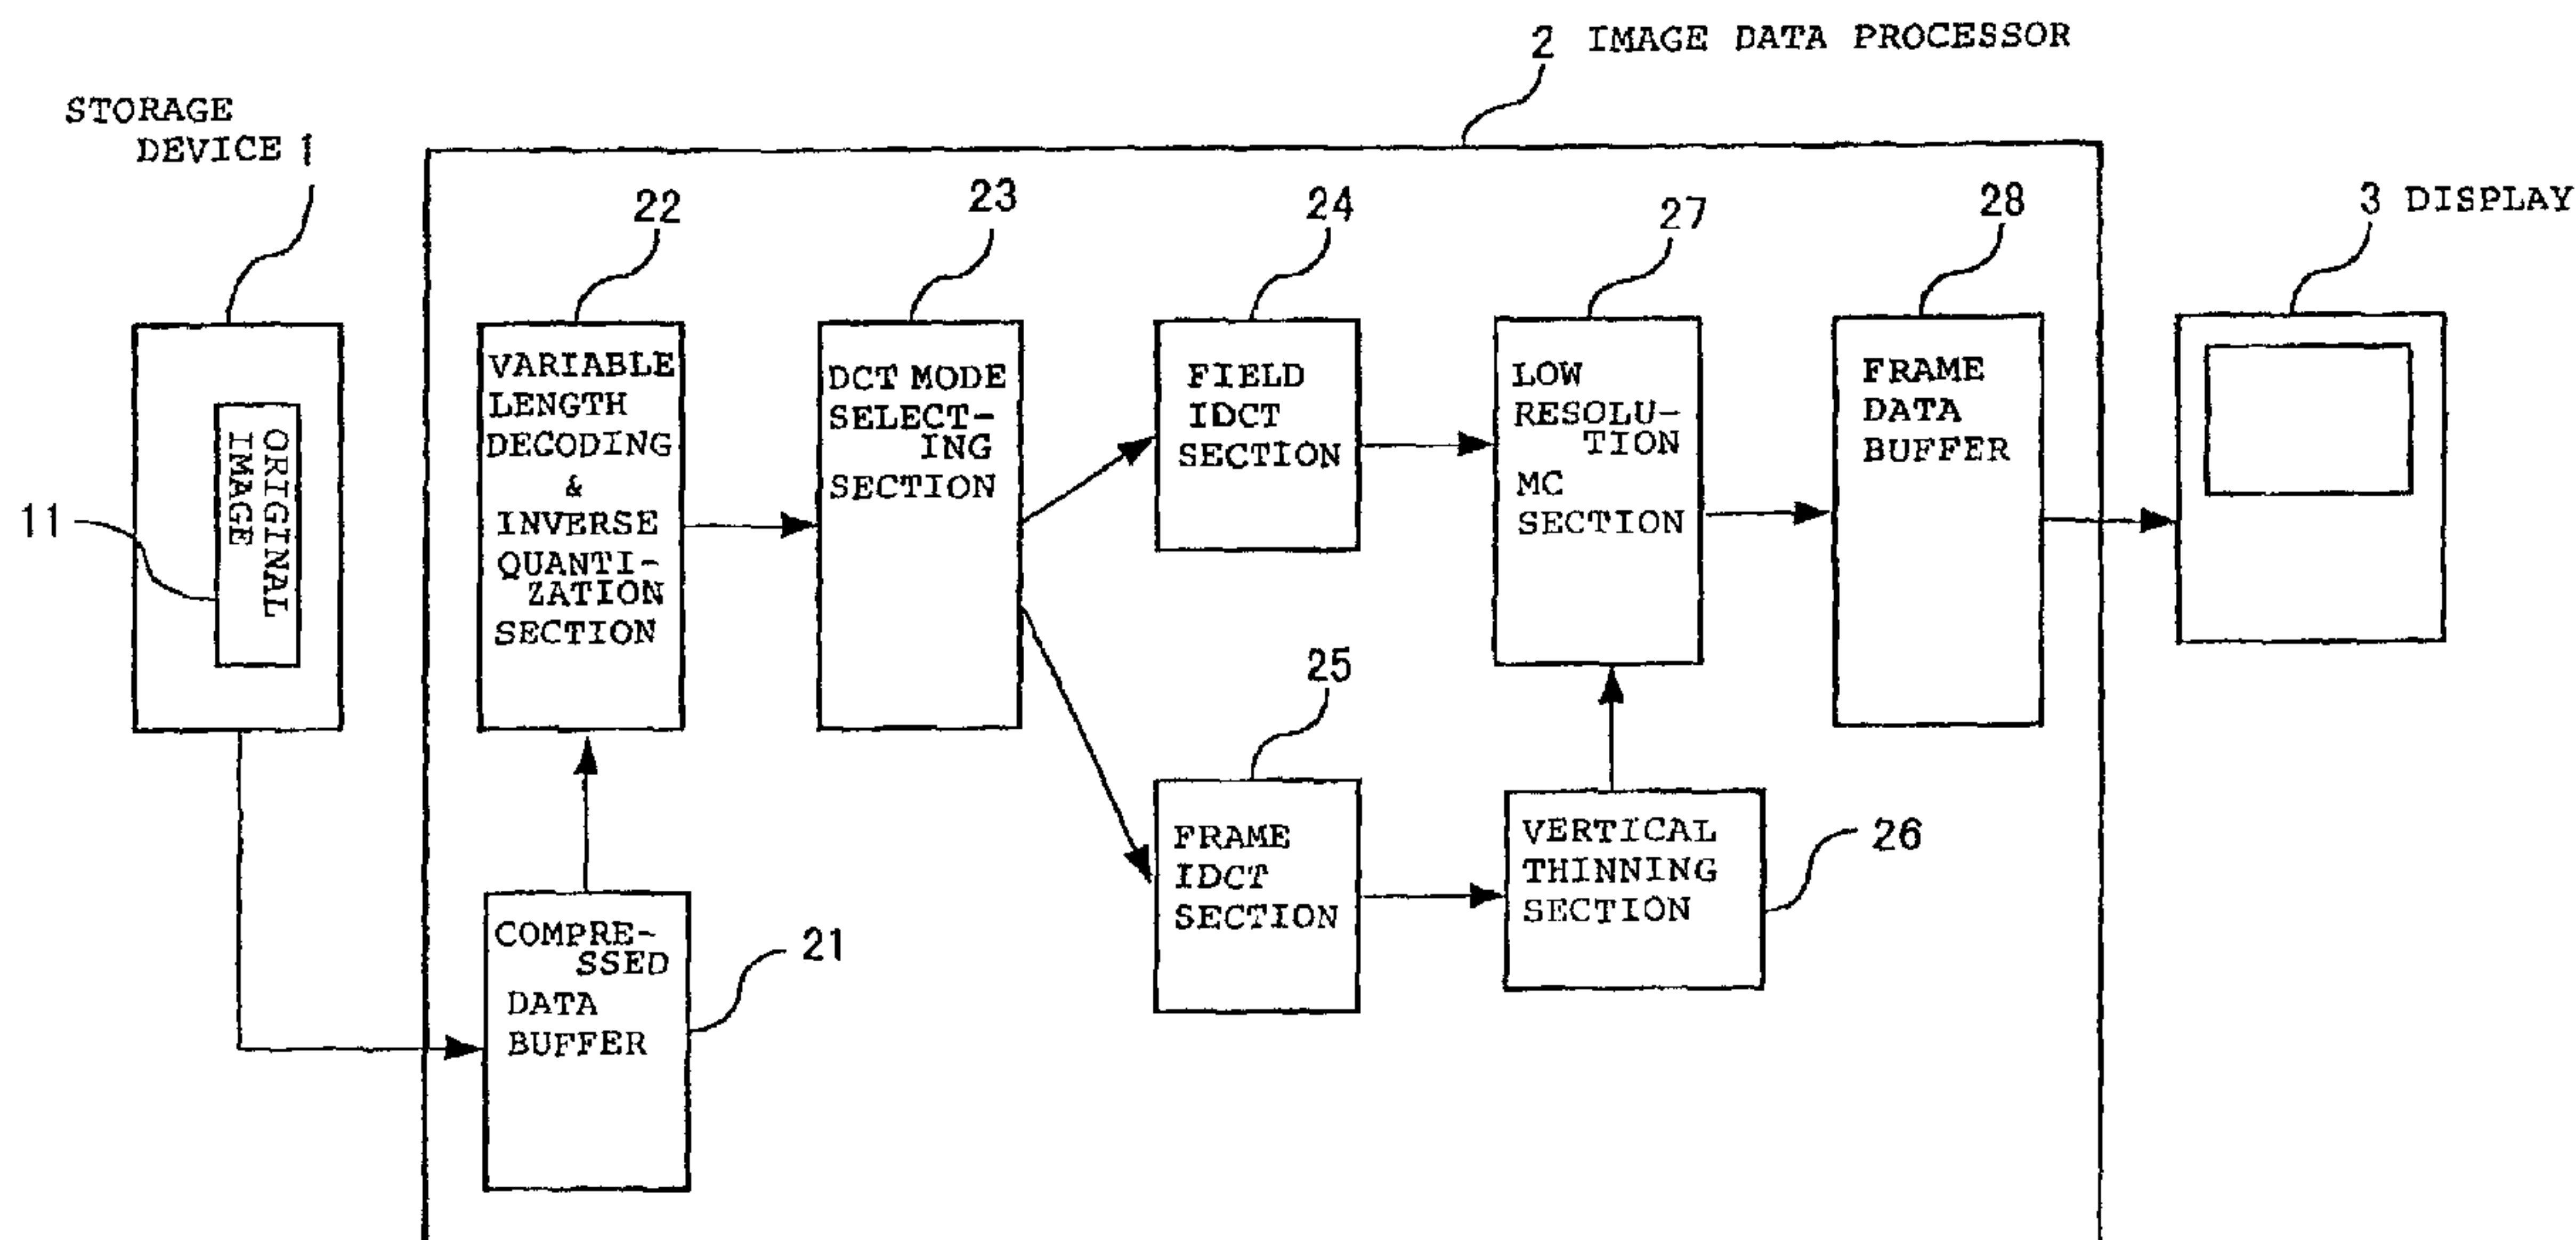 2 IMAGE DATA PROCESSOR
STORAGE
DEVICE 1
22
23
24
27
28
3 DISPLAY
11
ORIGINAL
IMAGE
VARIABLE
LENGTH
DECODING
&
INVERSE
QUANTI-
ZATION
SECTION
DCT MODE
SELECT-
ING
SECTION
FIELD
IDCT
SECTION
LOW
RESOLU-
TION
MC
SECTION
FRAME
DATA
BUFFER
25
FRAME
IDCT
SECTION
VERTICAL
THINNING
SECTION
26
COMPRE-
SSED
DATA
BUFFER
21